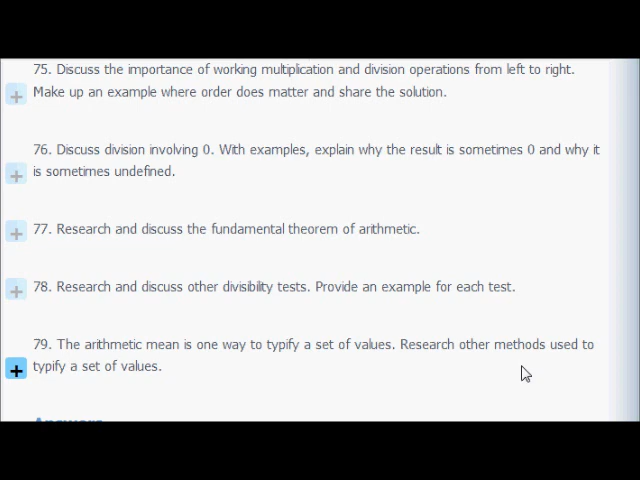 75. Discuss the importance of working multiplication and division operations from left to right.
Make up an example where order does matter and share the solution.
76. Discuss division involving 0. With examples, explain why the result is sometimes 0 and why it
is sometimes undefined.
77. Research and discuss the fundamental theorem of arithmetic.
78. Research and discuss other divisibility tests. Provide an example for each test.
79. The arithmetic mean is one way to typify a set of values. Research other methods used to
typify a set of values.